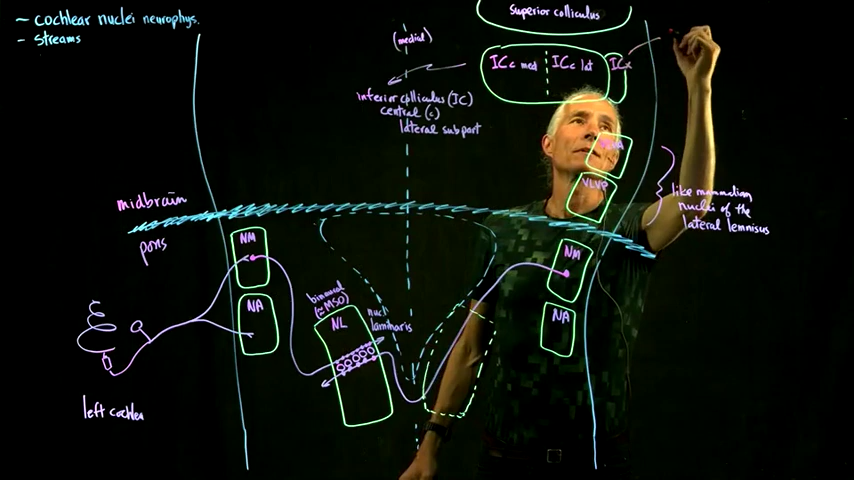 ~ cochlear nuclei neurophys.
- streams
superior colliculus
(medial)
ICc med
ICc lat
ICx
inferior colliculus (IC)
central (c)
lateral subpart
VLVP
like mammalian
nuclei of the
lateral lemniscus
midbrain
pons
NM
NA
binaural
(≈MSO)
NL
nucl
laminaris
NM
NA
left cochlea